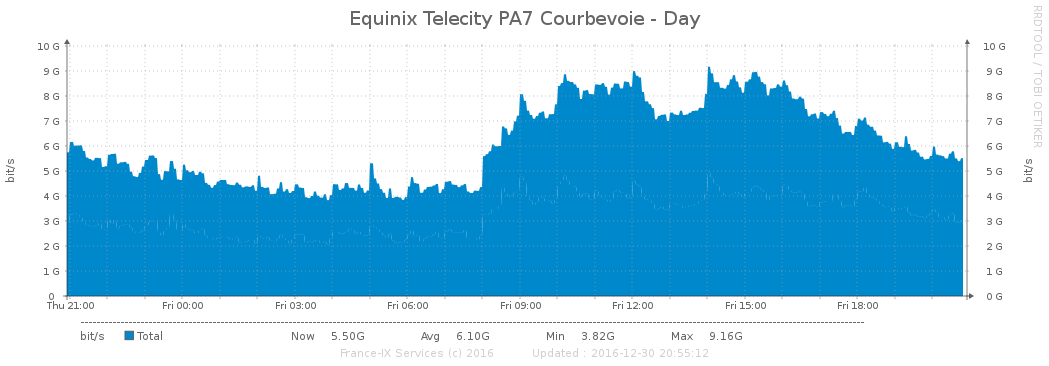 Equinix Telecity PA7 Courbevoie - Day
RRDTOOL / TOBI OETIKER
bit/s
bit/s
10 G 10 G
9 G 9 G
8 G 8 G
7 G 7 G
6 G 6 G
5 G 5 G
4 G 4 G
3 G 3 G
2 G 2 G
1 G 1 G
0 0 G
Thu 21:00 Fri 00:00 Fri 03:00 Fri 06:00 Fri 09:00 Fri 12:00 Fri 15:00 Fri 18:00
bit/s Total Now 5.50G Avg 6.10G Min 3.82G Max 9.16G
France-IX Services (c) 2016 Updated : 2016-12-30 20:55:12